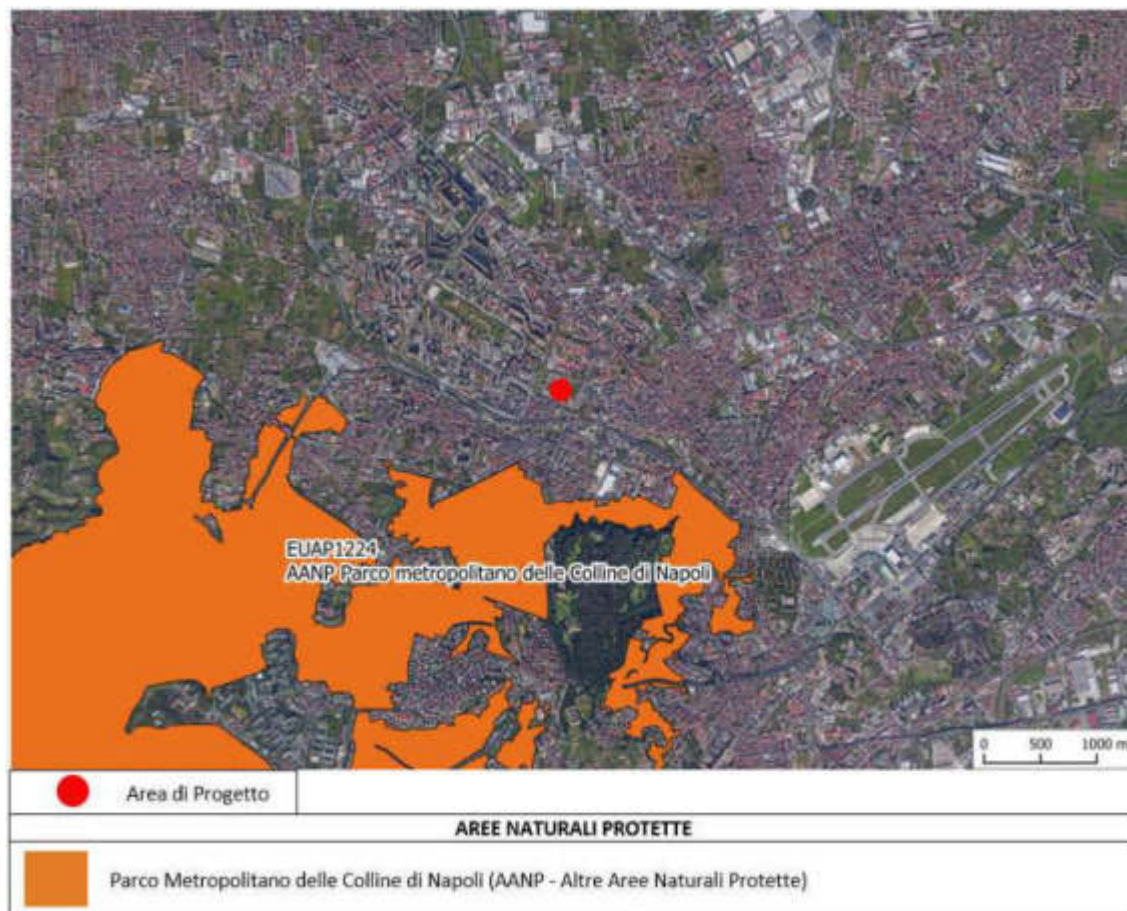 EUAP1224
AANP Parco metropolitano delle Colline di Napoli
0 500 1000 m
Area di Progetto
AREE NATURALI PROTETTE
Parco Metropolitano delle Colline di Napoli (AANP - Altre Aree Naturali Protette)